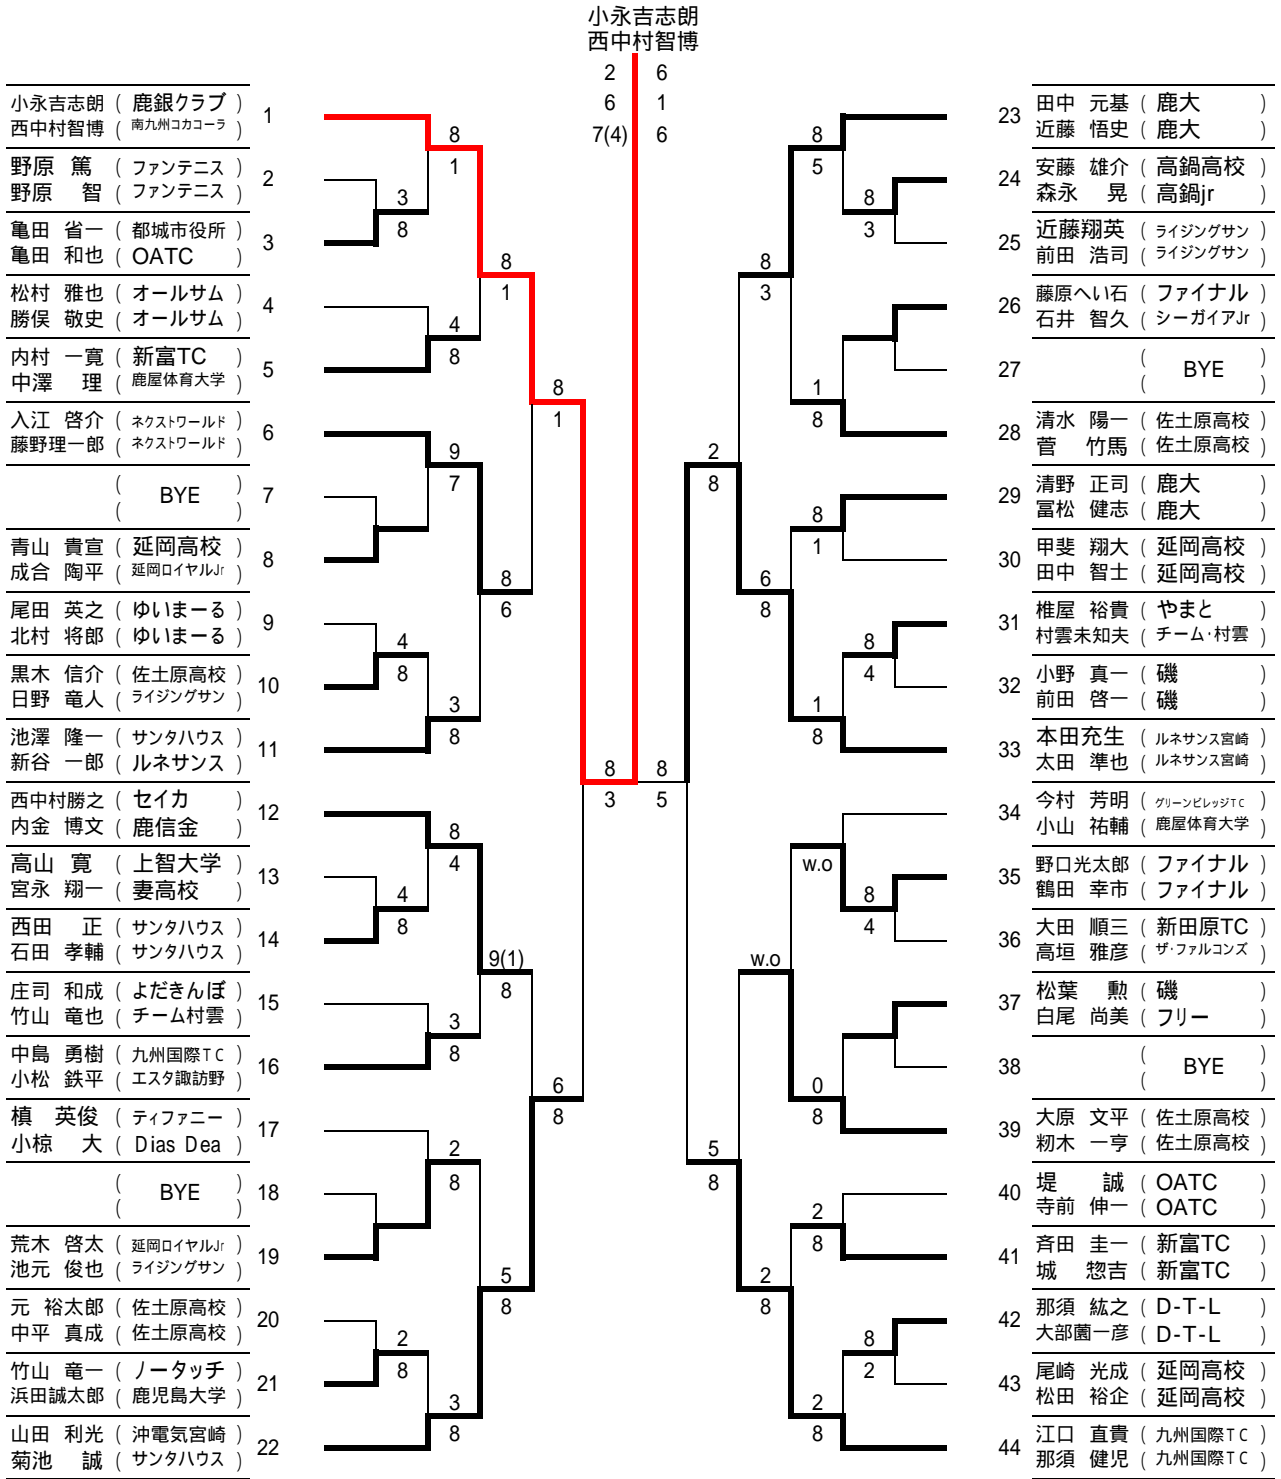 小永吉志朗
西中村智博
2 6
6 1
7(4) 6
小永吉志朗 ( 鹿銀クラブ ) 1
西中村智博 ( 南九州コカコーラ )
野原 篤 ( ファンテニス ) 2
野原 智 ( ファンテニス )
亀田 省一 ( 都城市役所 ) 3
亀田 和也 ( OATC )
松村 雅也 ( オールサム ) 4
勝俣 敬史 ( オールサム )
内村 一寛 ( 新富TC ) 5
中澤 理 ( 鹿屋体育大学 )
入江 啓介 ( ネクストワールド ) 6
藤野理一郎 ( ネクストワールド )
( BYE ) 7
( )
青山 貴宣 ( 延岡高校 ) 8
成合 陶平 ( 延岡ロイヤルJr )
尾田 英之 ( ゆいまーる ) 9
北村 将郎 ( ゆいまーる )
黒木 信介 ( 佐土原高校 ) 10
日野 竜人 ( ライジングサン )
池澤 隆一 ( サンタハウス ) 11
新谷 一郎 ( ルネサンス )
西中村勝之 ( セイカ ) 12
内金 博文 ( 鹿信金 )
高山 寛 ( 上智大学 ) 13
宮永 翔一 ( 妻高校 )
西田 正 ( サンタハウス ) 14
石田 孝輔 ( サンタハウス )
庄司 和成 ( よだきんぼ ) 15
竹山 竜也 ( チーム村雲 )
中島 勇樹 ( 九州国際TC ) 16
小松 鉄平 ( エスタ諏訪野 )
槙 英俊 ( ティファニー ) 17
小椋 大 ( Dias Dea )
( BYE ) 18
( )
荒木 啓太 ( 延岡ロイヤルJr ) 19
池元 俊也 ( ライジングサン )
元 裕太郎 ( 佐土原高校 ) 20
中平 真成 ( 佐土原高校 )
竹山 竜一 ( ノータッチ ) 21
浜田誠太郎 ( 鹿児島大学 )
山田 利光 ( 沖電気宮崎 ) 22
菊池 誠 ( サンタハウス )
8
1
3
8
8
1
4
8
8
1
9
7
8
6
4
8
3
8
8
3
8
4
4
8
9(1)
8
3
8
6
8
2
8
5
8
2
8
3
8
8
5
8
5
8
3
8
3
1
8
2
8
8
1
6
8
8
4
1
8
w.o
8
4
w.o
0
8
5
8
2
8
2
8
8
2
2
8
23 田中 元基 ( 鹿大 )
近藤 悟史 ( 鹿大 )
24 安藤 雄介 ( 高鍋高校 )
森永 晃 ( 高鍋jr )
25 近藤翔英 ( ライジングサン )
前田 浩司 ( ライジングサン )
26 藤原へい石 ( ファイナル )
石井 智久 ( シーガイアJr )
27 ( BYE )
( )
28 清水 陽一 ( 佐土原高校 )
菅 竹馬 ( 佐土原高校 )
29 清野 正司 ( 鹿大 )
冨松 健志 ( 鹿大 )
30 甲斐 翔大 ( 延岡高校 )
田中 智士 ( 延岡高校 )
31 椎屋 裕貴 ( やまと )
村雲未知夫 ( チーム・村雲 )
32 小野 真一 ( 磯 )
前田 啓一 ( 磯 )
33 本田充生 ( ルネサンス宮崎 )
太田 準也 ( ルネサンス宮崎 )
34 今村 芳明 ( グリーンビレッジTC )
小山 祐輔 ( 鹿屋体育大学 )
35 野口光太郎 ( ファイナル )
鶴田 幸市 ( ファイナル )
36 大田 順三 ( 新田原TC )
高垣 雅彦 ( ザ・ファルコンズ )
37 松葉 勲 ( 磯 )
白尾 尚美 ( フリー )
38 ( BYE )
( )
39 大原 文平 ( 佐土原高校 )
籾木 一亨 ( 佐土原高校 )
40 堤 誠 ( OATC )
寺前 伸一 ( OATC )
41 斉田 圭一 ( 新富TC )
城 惣吉 ( 新富TC )
42 那須 紘之 ( D-T-L )
大部薗一彦 ( D-T-L )
43 尾崎 光成 ( 延岡高校 )
松田 裕企 ( 延岡高校 )
44 江口 直貴 ( 九州国際TC )
那須 健児 ( 九州国際TC )